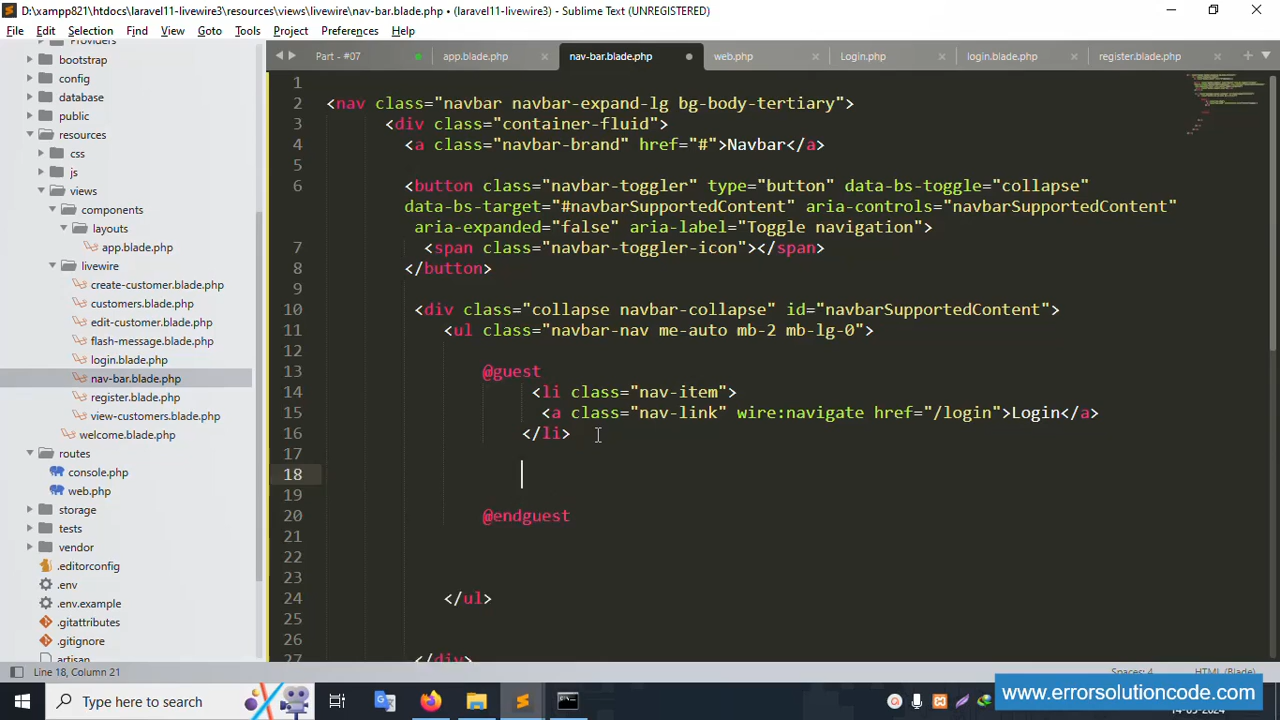 D:\xampp821\htdocs\laravel11-livewire3\resources\views\livewire\nav-bar.blade.php • (laravel11-livewire3) - Sublime Text (UNREGISTERED)
File Edit Selection Find View Goto Tools Project Preferences Help
Part - #07 app.blade.php nav-bar.blade.php web.php Login.php login.blade.php register.blade.php
Providers
bootstrap
config
database
public
resources
css
js
views
components
layouts
app.blade.php
livewire
create-customer.blade.php
customers.blade.php
edit-customer.blade.php
flash-message.blade.php
login.blade.php
nav-bar.blade.php
register.blade.php
view-customers.blade.php
welcome.blade.php
routes
console.php
web.php
storage
tests
vendor
.editorconfig
.env
.env.example
.gitattributes
.gitignore
artisan
1
2 <nav class="navbar navbar-expand-lg bg-body-tertiary">
3 <div class="container-fluid">
4 <a class="navbar-brand" href="#">Navbar</a>
5
6 <button class="navbar-toggler" type="button" data-bs-toggle="collapse"
data-bs-target="#navbarSupportedContent" aria-controls="navbarSupportedContent"
aria-expanded="false" aria-label="Toggle navigation">
7 <span class="navbar-toggler-icon"></span>
8 </button>
9
10 <div class="collapse navbar-collapse" id="navbarSupportedContent">
11 <ul class="navbar-nav me-auto mb-2 mb-lg-0">
12
13 @guest
14 <li class="nav-item">
15 <a class="nav-link" wire:navigate href="/login">Login</a>
16 </li>
17
18
19
20 @endguest
21
22
23
24 </ul>
25
26
27 </div>
Line 18, Column 21 Spaces: 4 HTML (Blade)
Type here to search
www.errorsolutioncode.com
14-05-2024